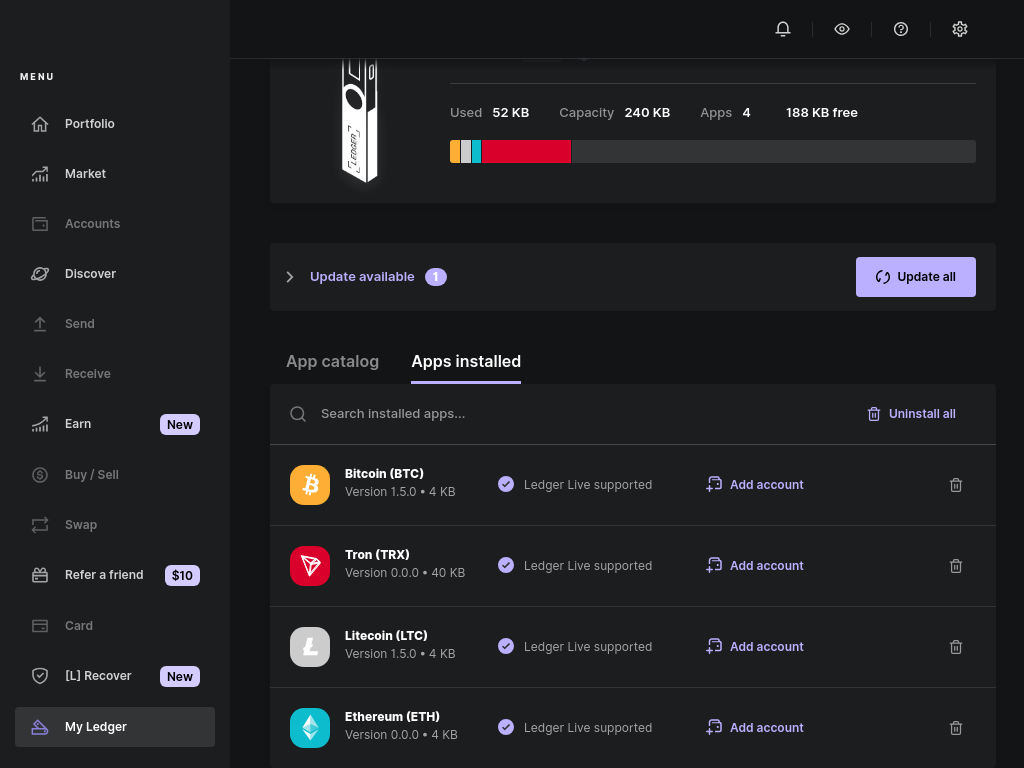 MENU
Portfolio
Market
Accounts
Discover
Send
Receive
Earn New
Buy / Sell
Swap
Refer a friend $10
Card
[L] Recover New
My Ledger
LEDGER
Used 52 KB Capacity 240 KB Apps 4 188 KB free
Update available 1 Update all
App catalog Apps installed
Search installed apps... Uninstall all
Bitcoin (BTC)
Version 1.5.0 • 4 KB
Ledger Live supported
Add account
Tron (TRX)
Version 0.0.0 • 40 KB
Ledger Live supported
Add account
Litecoin (LTC)
Version 1.5.0 • 4 KB
Ledger Live supported
Add account
Ethereum (ETH)
Version 0.0.0 • 4 KB
Ledger Live supported
Add account